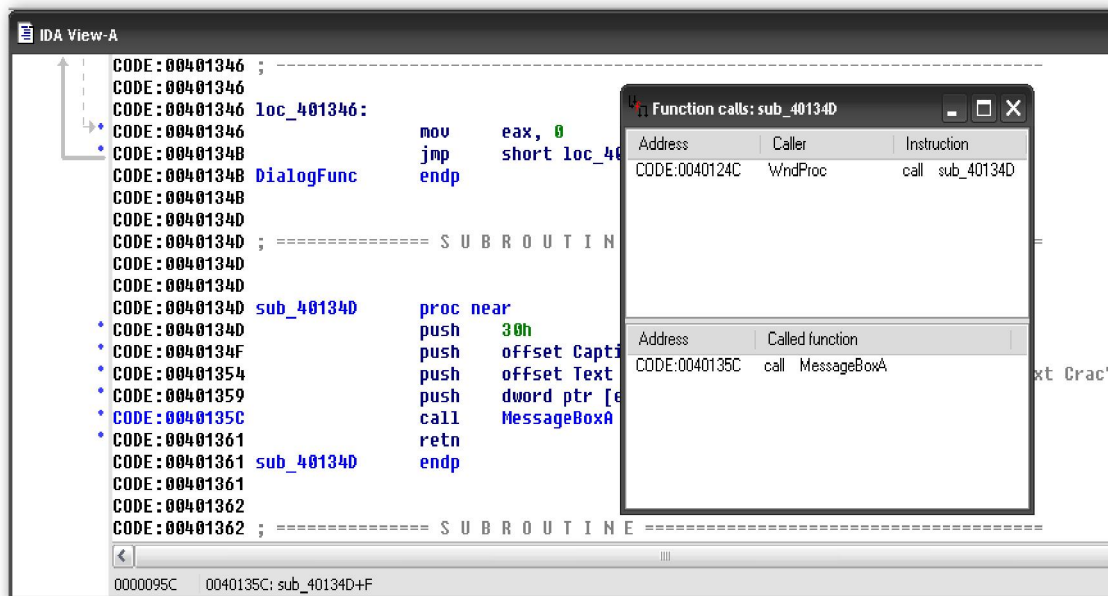 IDA View-A
CODE:00401346 ; ---------------------------------------------------------------------------
CODE:00401346
CODE:00401346 loc_401346:
CODE:00401346 mov eax, 0
CODE:0040134B jmp short loc_40
CODE:0040134B DialogFunc endp
CODE:0040134B
CODE:0040134D
CODE:0040134D ; =============== S U B R O U T I N =
CODE:0040134D
CODE:0040134D
CODE:0040134D sub_40134D proc near
CODE:0040134D push 30h
CODE:0040134F push offset Capti
CODE:00401354 push offset Text xt Crac"
CODE:00401359 push dword ptr [e
CODE:0040135C call MessageBoxA
CODE:00401361 retn
CODE:00401361 sub_40134D endp
CODE:00401361
CODE:00401362
CODE:00401362 ; =============== S U B R O U T I N E =======================================
0000095C 0040135C: sub_40134D+F
Function calls: sub_40134D
Address Caller Instruction
CODE:0040124C WndProc call sub_40134D
Address Called function
CODE:0040135C call MessageBoxA